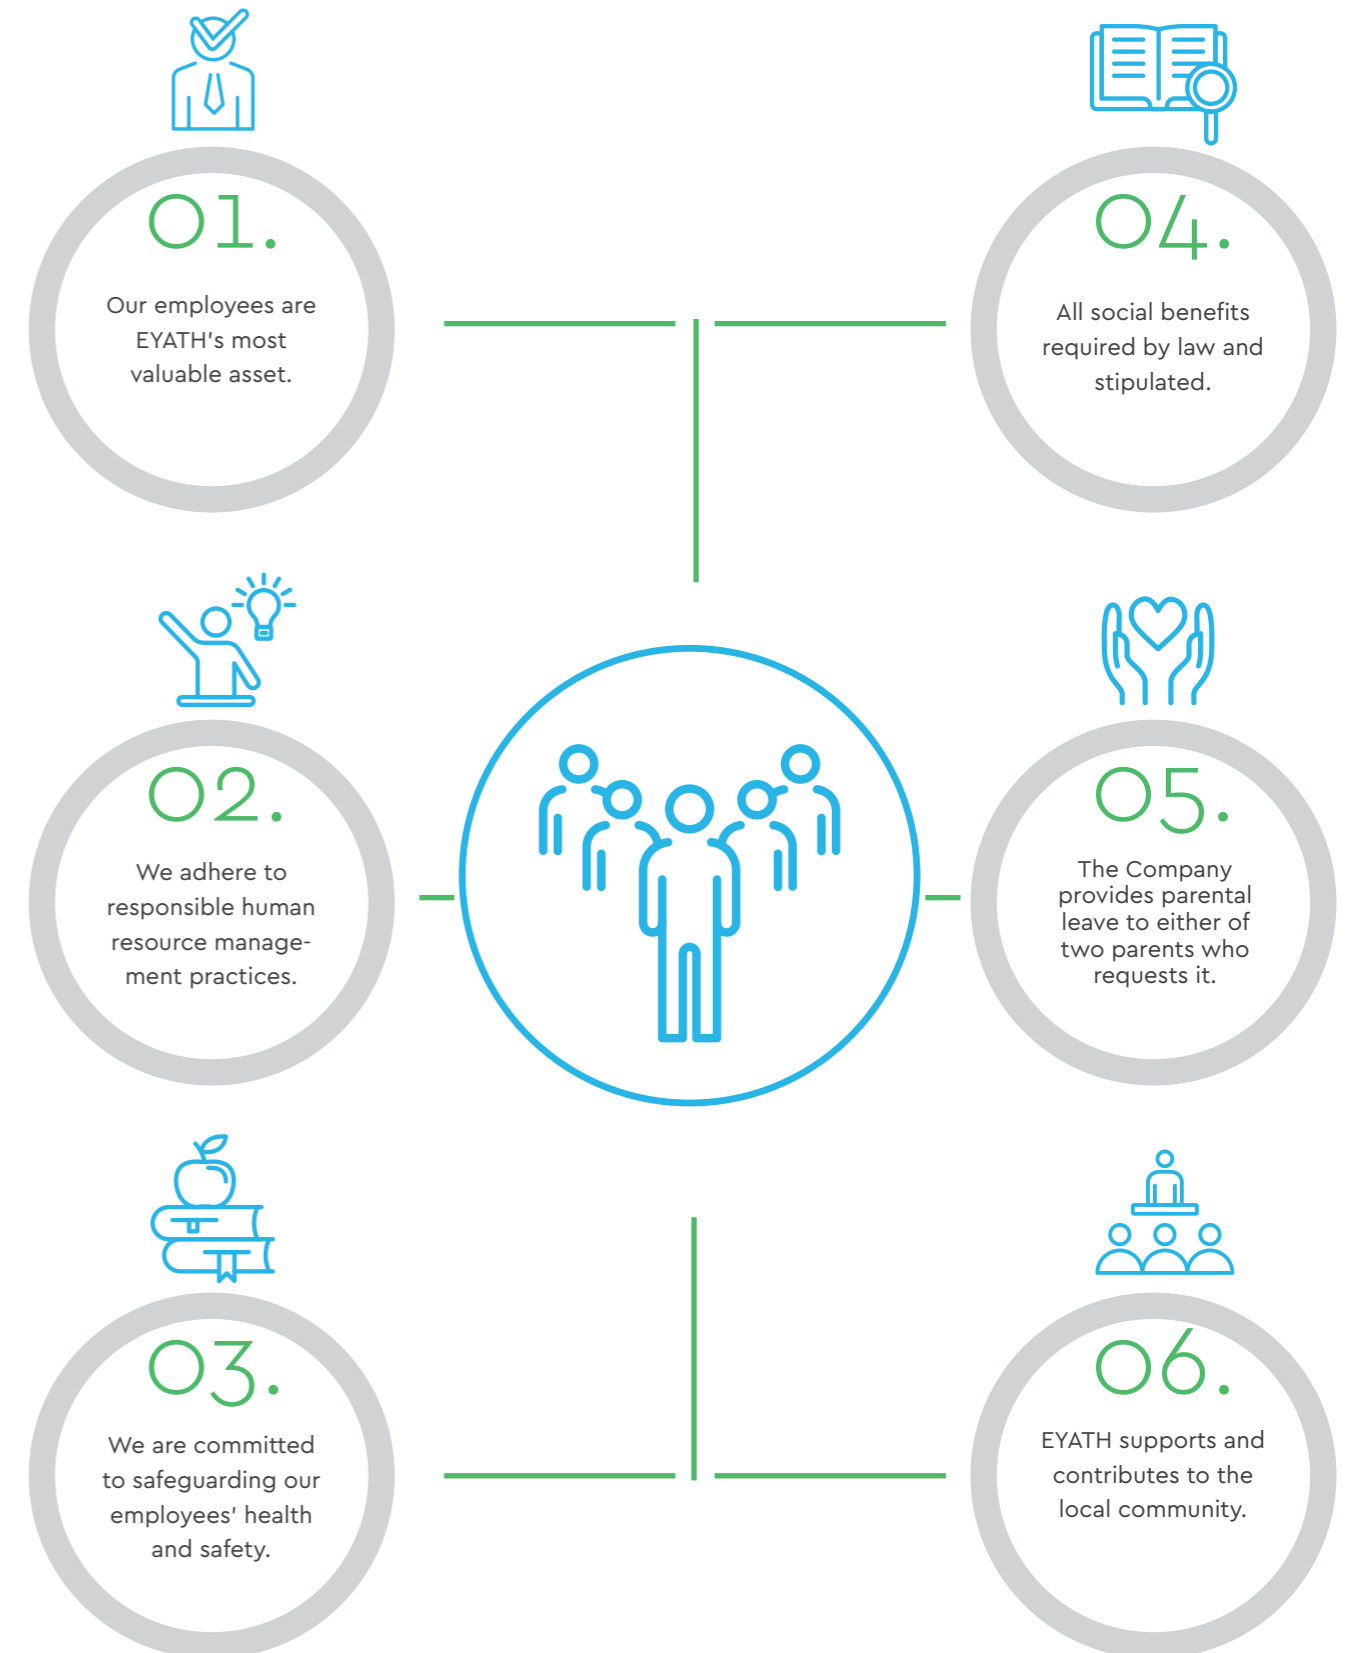 01.
Our employees are
EYATH's most
valuable asset.
02.
We adhere to
responsible human
resource manage-
ment practices.
03.
We are committed
to safeguarding our
employees' health
and safety.
04.
All social benefits
required by law and
stipulated.
05.
The Company
provides parental
leave to either of
two parents who
requests it.
06.
EYATH supports and
contributes to the
local community.